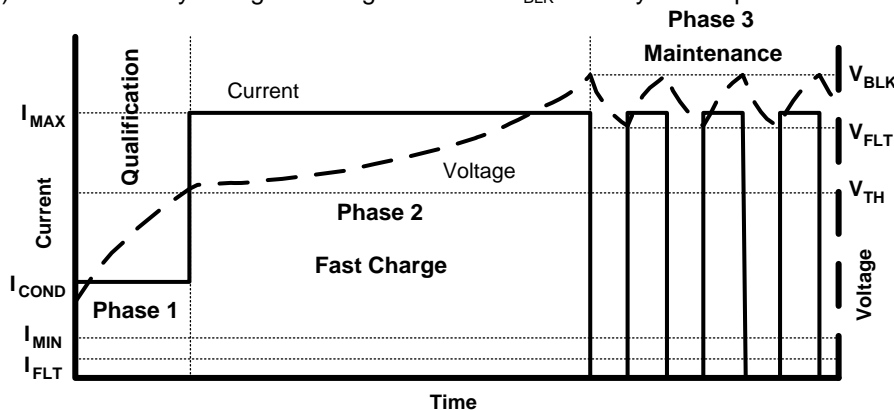 Phase 3
Maintenance
Qualification
Current
Voltage
Phase 2
Fast Charge
Phase 1
Current
I_MAX
I_COND
I_MIN
I_FLT
V_BLK
V_FLT
V_TH
Voltage
Time